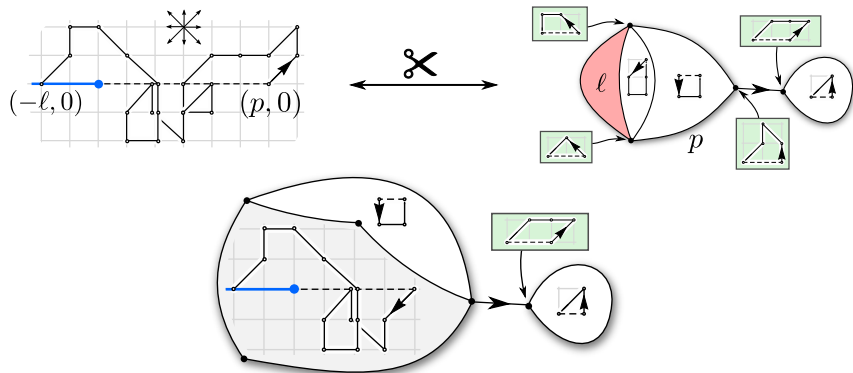 (−ℓ, 0)
(p, 0)
ℓ
p